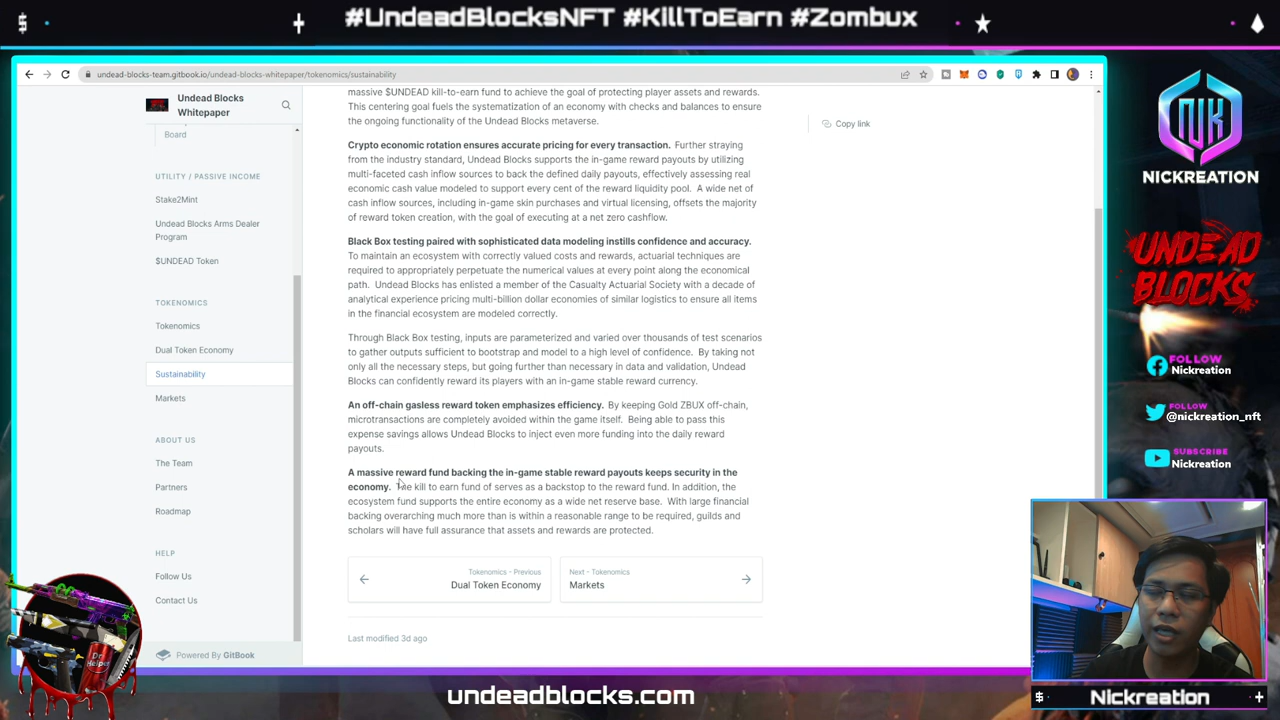 #UndeadBlocksNFT #KillToEarn #Zombux
undead-blocks-team.gitbook.io/undead-blocks-whitepaper/tokenomics/sustainability
Undead Blocks
Whitepaper
Board
UTILITY / PASSIVE INCOME
Stake2Mint
Undead Blocks Arms Dealer
Program
$UNDEAD Token
TOKENOMICS
Tokenomics
Dual Token Economy
Sustainability
Markets
ABOUT US
The Team
Partners
Roadmap
HELP
Follow Us
Contact Us
Powered By GitBook
massive $UNDEAD kill-to-earn fund to achieve the goal of protecting player assets and rewards.
This centering goal fuels the systematization of an economy with checks and balances to ensure
the ongoing functionality of the Undead Blocks metaverse.
Crypto economic rotation ensures accurate pricing for every transaction. Further straying
from the industry standard, Undead Blocks supports the in-game reward payouts by utilizing
multi-faceted cash inflow sources to back the defined daily payouts, effectively assessing real
economic cash value modeled to support every cent of the reward liquidity pool. A wide net of
cash inflow sources, including in-game skin purchases and virtual licensing, offsets the majority
of reward token creation, with the goal of executing at a net zero cashflow.
Black Box testing paired with sophisticated data modeling instills confidence and accuracy.
To maintain an ecosystem with correctly valued costs and rewards, actuarial techniques are
required to appropriately perpetuate the numerical values at every point along the economical
path. Undead Blocks has enlisted a member of the Casualty Actuarial Society with a decade of
analytical experience pricing multi-billion dollar economies of similar logistics to ensure all items
in the financial ecosystem are modeled correctly.
Through Black Box testing, inputs are parameterized and varied over thousands of test scenarios
to gather outputs sufficient to bootstrap and model to a high level of confidence. By taking not
only all the necessary steps, but going further than necessary in data and validation, Undead
Blocks can confidently reward its players with an in-game stable reward currency.
An off-chain gasless reward token emphasizes efficiency. By keeping Gold ZBUX off-chain,
microtransactions are completely avoided within the game itself. Being able to pass this
expense savings allows Undead Blocks to inject even more funding into the daily reward
payouts.
A massive reward fund backing the in-game stable reward payouts keeps security in the
economy. The kill to earn fund of serves as a backstop to the reward fund. In addition, the
ecosystem fund supports the entire economy as a wide net reserve base. With large financial
backing overarching much more than is within a reasonable range to be required, guilds and
scholars will have full assurance that assets and rewards are protected.
Tokenomics - Previous
Dual Token Economy
Next - Tokenomics
Markets
Last modified 3d ago
Copy link
NICKREATION
UNDEAD
BLOCKS
FOLLOW
Nickreation
FOLLOW
@nickreation_nft
SUBSCRIBE
Nickreation
Dr
Helper
undeadblocks.com
Nickreation